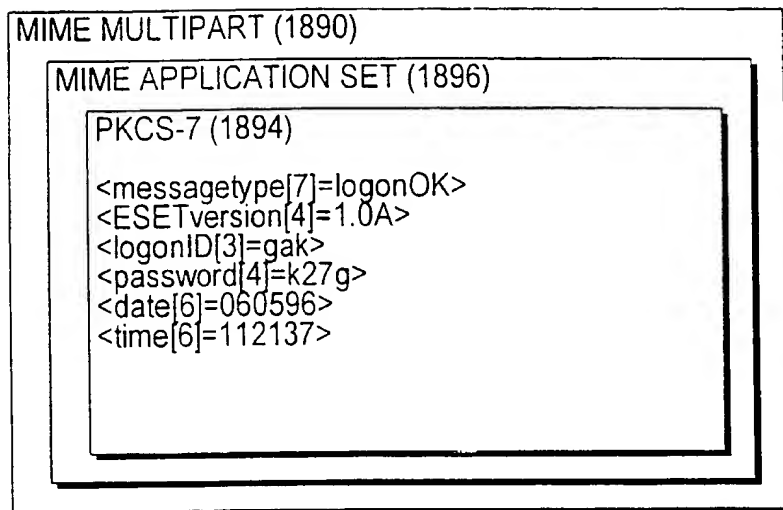 MIME MULTIPART (1890)
MIME APPLICATION SET (1896)
PKCS-7 (1894)
<messagetype[7]=logonOK>
<ESETversion[4]=1.0A>
<logonID[3]=gak>
<password[4]=k27g>
<date[6]=060596>
<time[6]=112137>